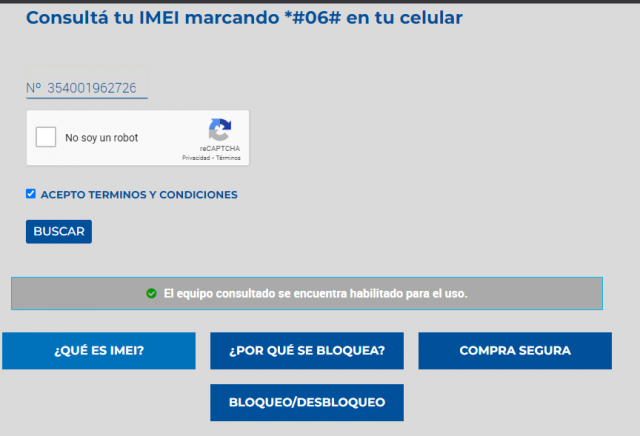 Consultá tu IMEI marcando *#06# en tu celular
Nº 354001962726
No soy un robot
reCAPTCHA
Privacidad - Términos
ACEPTO TERMINOS Y CONDICIONES
BUSCAR
El equipo consultado se encuentra habilitado para el uso.
¿QUÉ ES IMEI?
¿POR QUÉ SE BLOQUEA?
COMPRA SEGURA
BLOQUEO/DESBLOQUEO